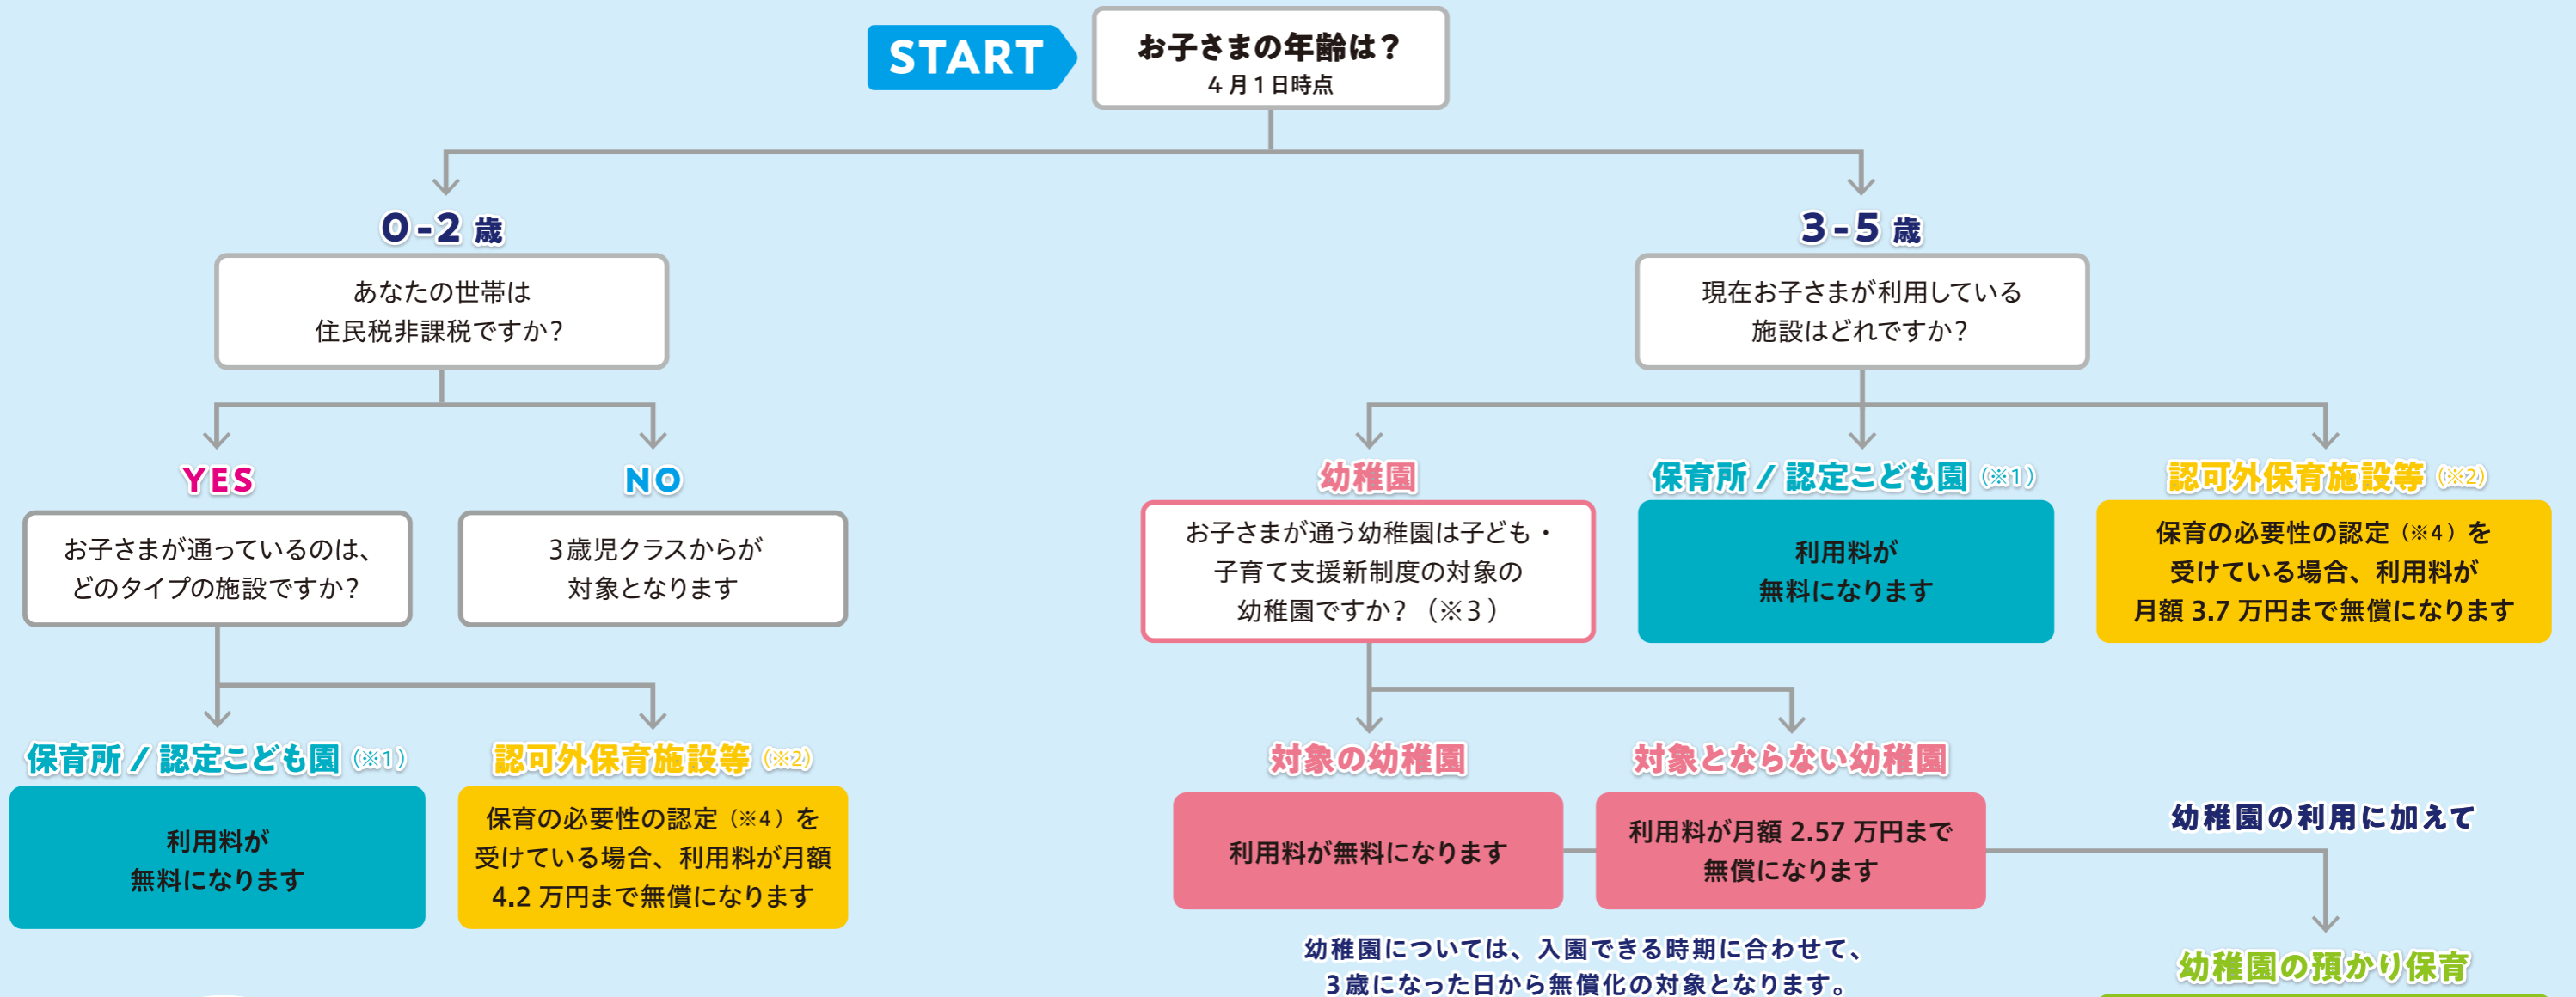 START
お子さまの年齢は？
4月1日時点
0-2 歳
あなたの世帯は
住民税非課税ですか？
YES
お子さまが通っているのは、
どのタイプの施設ですか？
NO
3歳児クラスからが
対象となります
保育所 / 認定こども園（※1）
利用料が
無料になります
認可外保育施設等（※2）
保育の必要性の認定（※4）を
受けている場合、利用料が月額
4.2 万円まで無償になります
3-5 歳
現在お子さまが利用している
施設はどれですか？
幼稚園
お子さまが通う幼稚園は子ども・
子育て支援新制度の対象の
幼稚園ですか？（※3）
保育所 / 認定こども園（※1）
利用料が
無料になります
認可外保育施設等（※2）
保育の必要性の認定（※4）を
受けている場合、利用料が
月額 3.7 万円まで無償になります
対象の幼稚園
利用料が無料になります
対象とならない幼稚園
利用料が月額 2.57 万円まで
無償になります
幼稚園については、入園できる時期に合わせて、
3歳になった日から無償化の対象となります。
幼稚園の利用に加えて
幼稚園の預かり保育